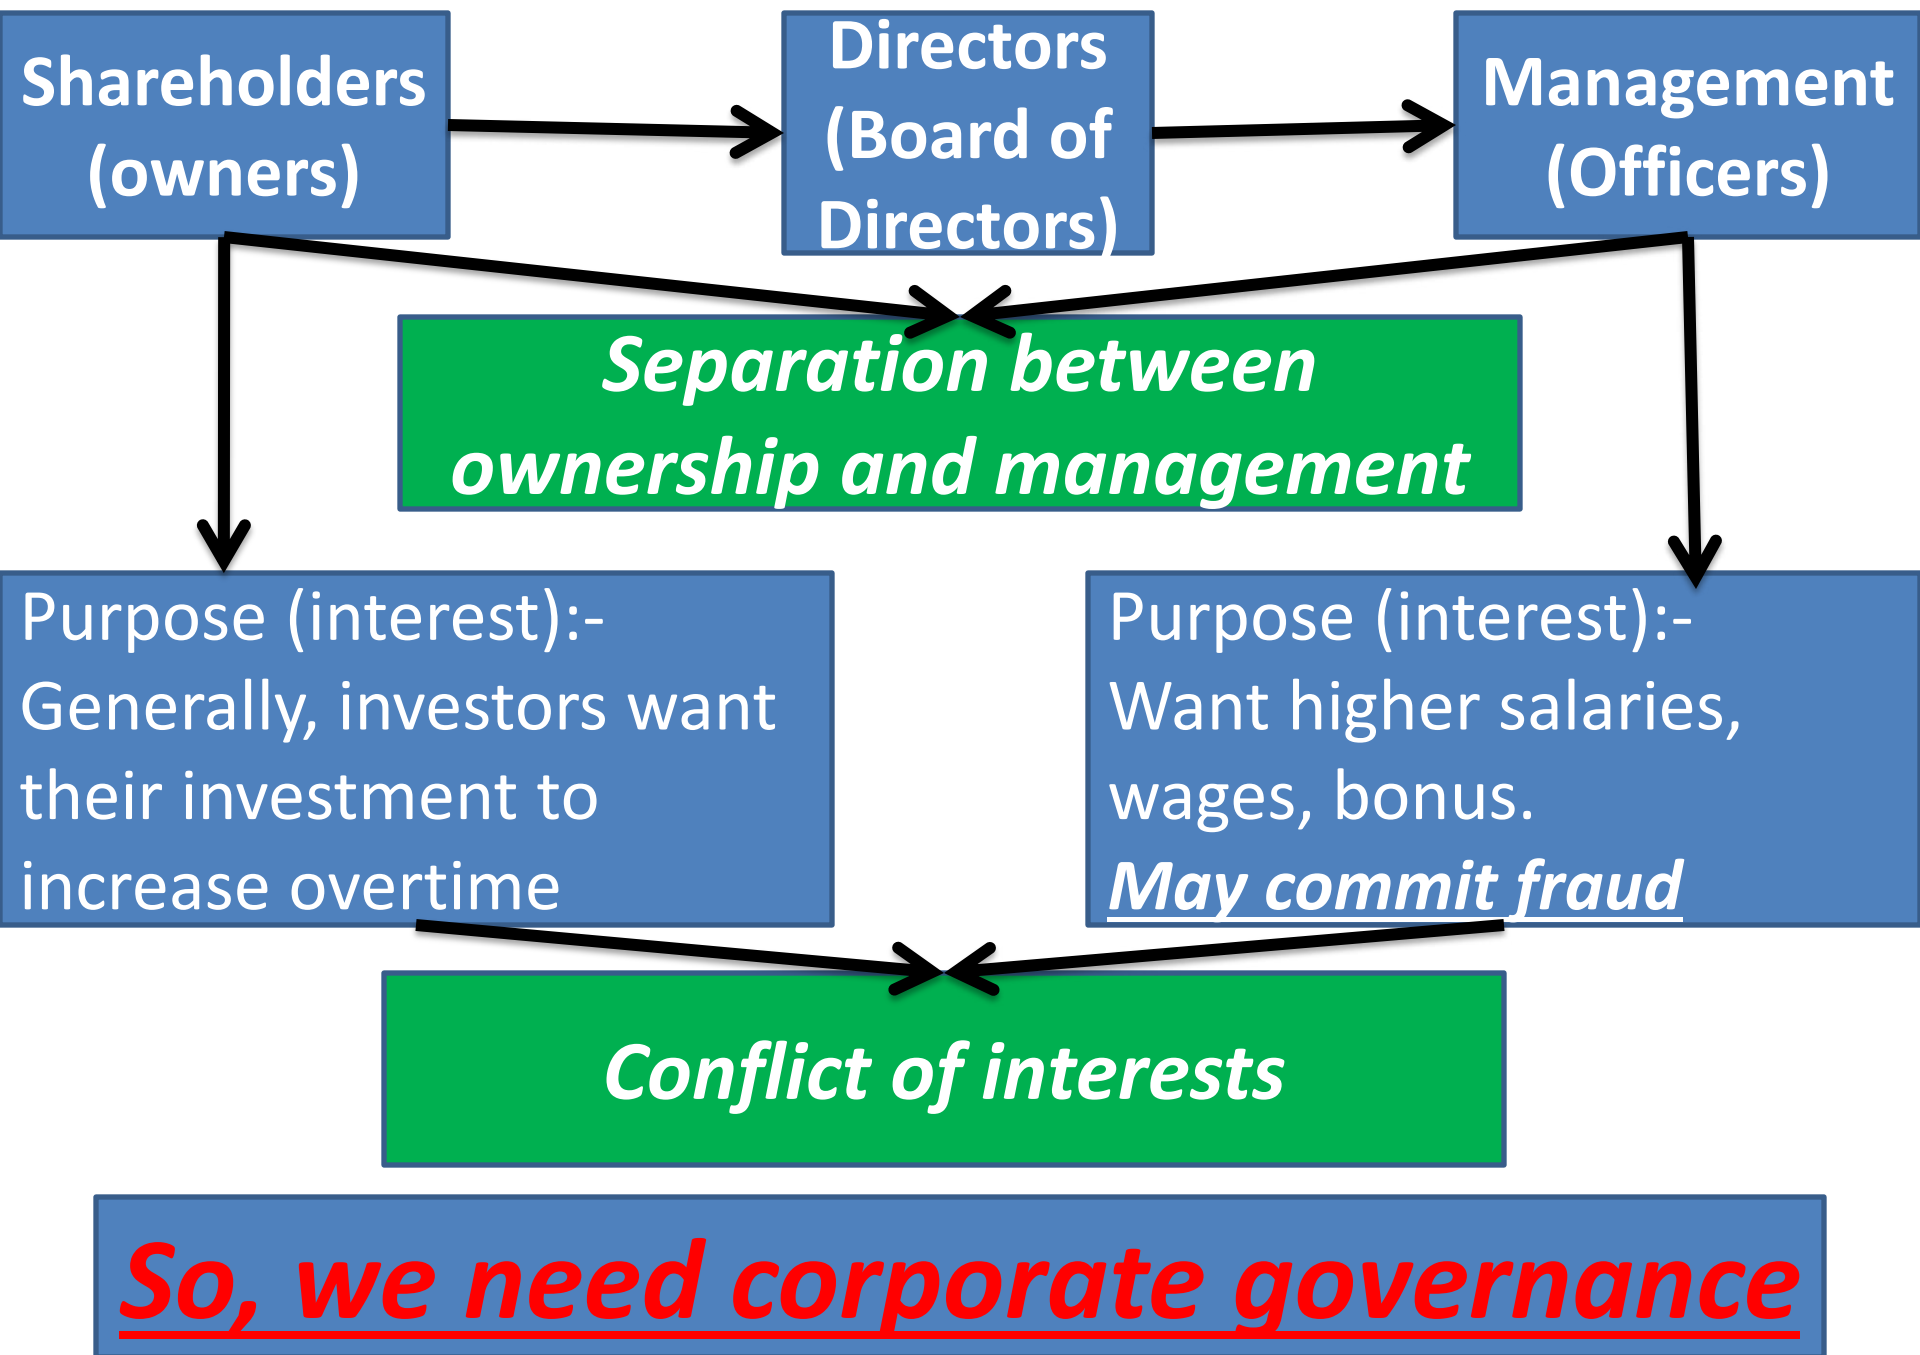 Shareholders
(owners)
Directors
(Board of
Directors)
Management
(Officers)
Separation between
ownership and management
Purpose (interest):-
Generally, investors want
their investment to
increase overtime
Purpose (interest):-
Want higher salaries,
wages, bonus.
May commit fraud
Conflict of interests
So, we need corporate governance